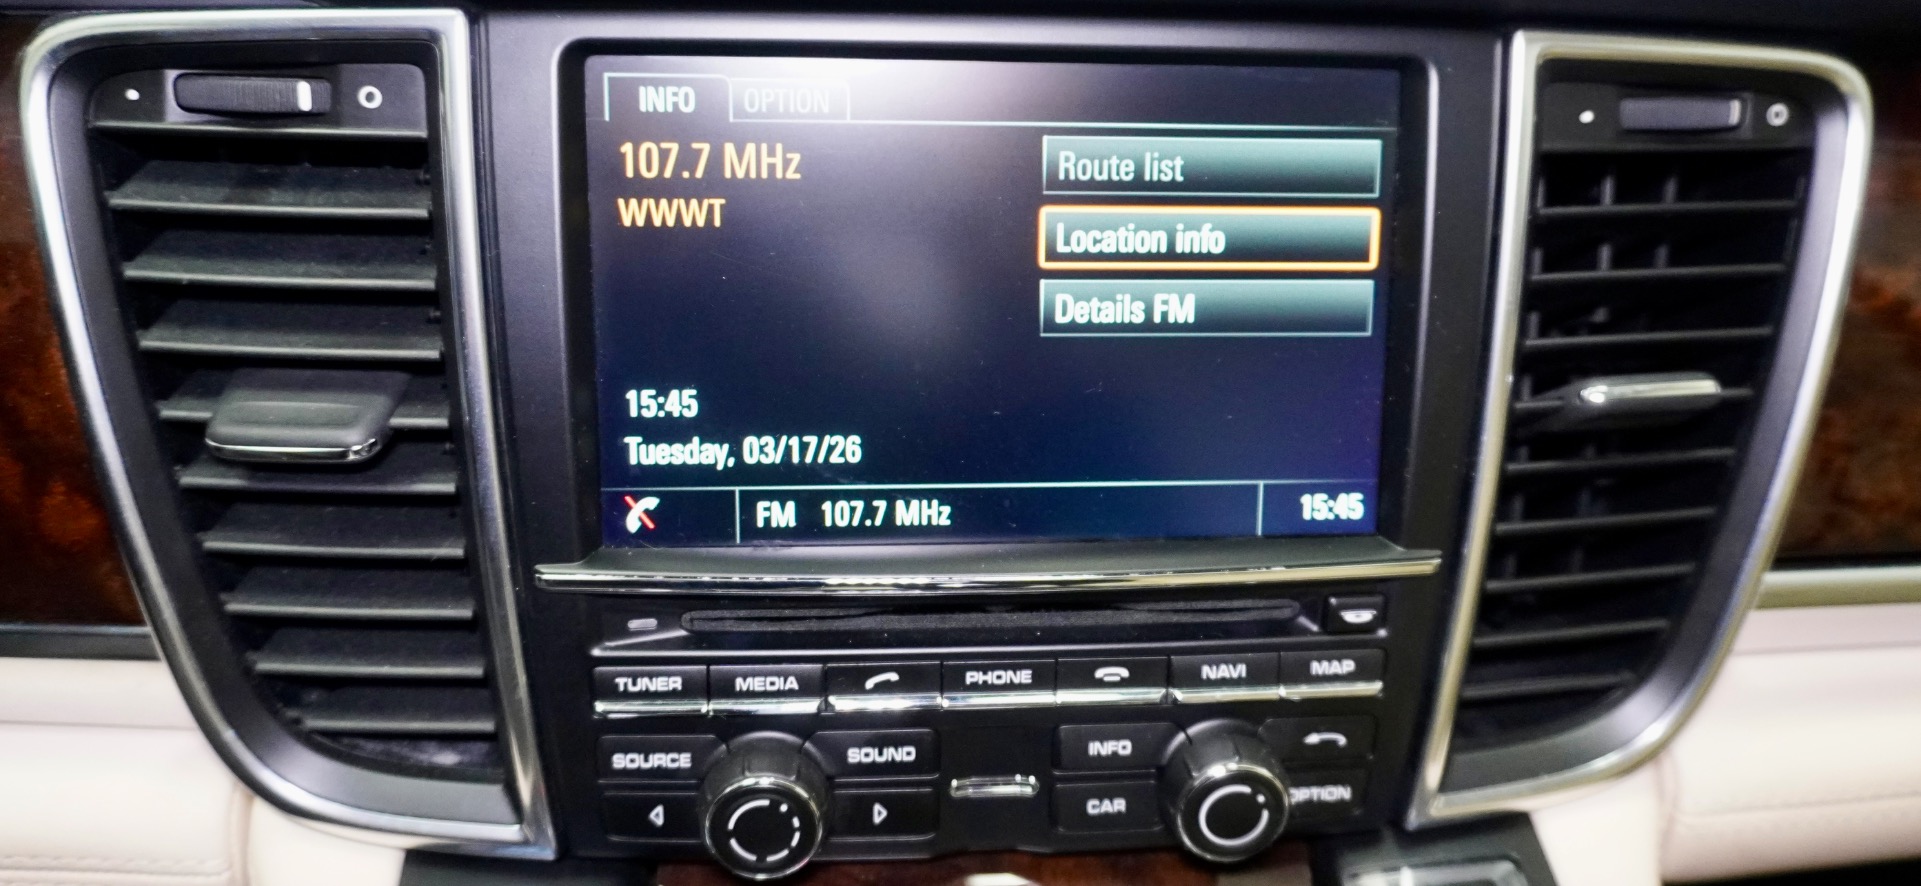 INFO OPTION
107.7 MHz
WWWT
Route list
Location info
Details FM
15:45
Tuesday, 03/17/26
FM 107.7 MHz 15:45
TUNER MEDIA PHONE NAVI MAP
SOURCE SOUND INFO
CAR OPTION